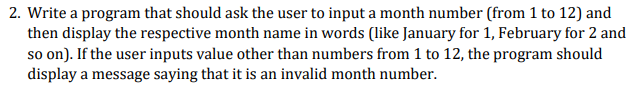 2. Write a program that should ask the user to input a month number (from 1 to 12) and
then display the respective month name in words (like January for 1, February for 2 and
so on). If the user inputs value other than numbers from 1 to 12, the program should
display a message saying that it is an invalid month number.